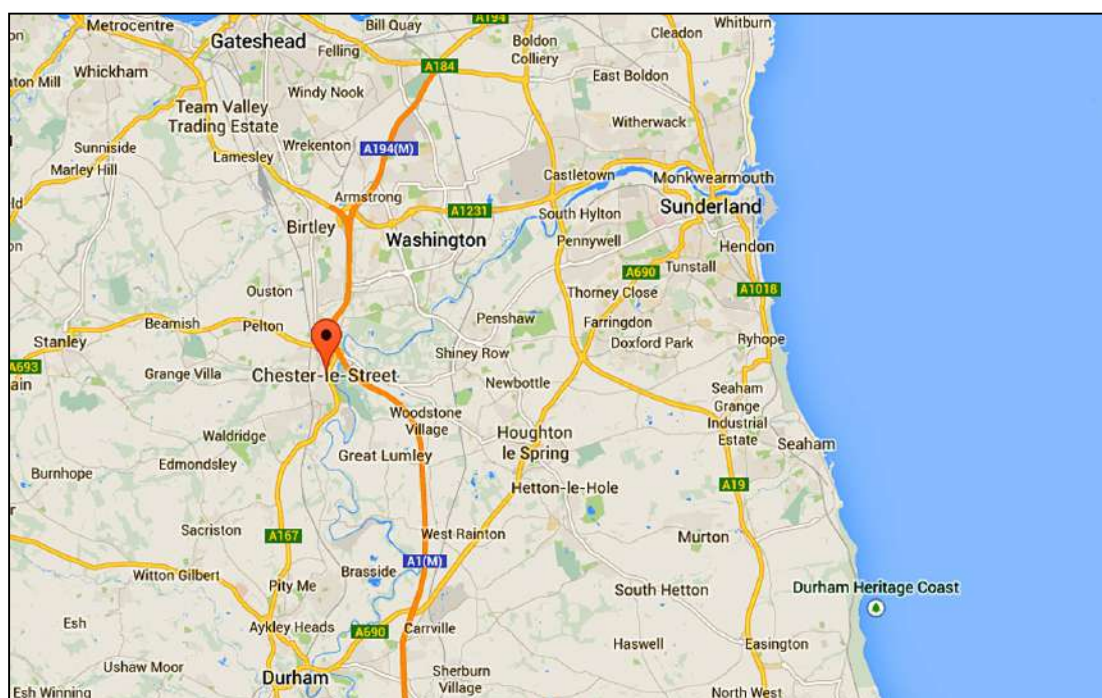 Metrocentre
Bill Quay
A194
Whitburn
Gateshead
Felling
Boldon
Colliery
Cleadon
Whickham
A184
East Boldon
Windy Nook
Team Valley
Trading Estate
Witherwack
Sunniside
Wrekenton
A194(M)
Marley Hill
Lamesley
Castletown
Monkwearmouth
Armstrong
Birtley
A1231
South Hylton
Sunderland
Washington
Pennywell
Hendon
Tunstall
A690
Ouston
Thorney Close
A1018
Beamish
Pelton
Penshaw
Farringdon
Stanley
Doxford Park
Ryhope
A693
Shiney Row
Grange Villa
Chester-le-Street
Newbottle
Seaham
Grange
Industrial
Estate
Woodstone
Village
Waldridge
Houghton
le Spring
Seaham
Great Lumley
Edmondsley
Burnhope
A19
Hetton-le-Hole
Sacriston
A167
West Rainton
Murton
A1(M)
Witton Gilbert
Pity Me
Brasside
South Hetton
Durham Heritage Coast
Esh
Aykley Heads
A690
Carrville
Haswell
Easington
Ushaw Moor
Durham
Sherburn
Village
Esh Winning
North West